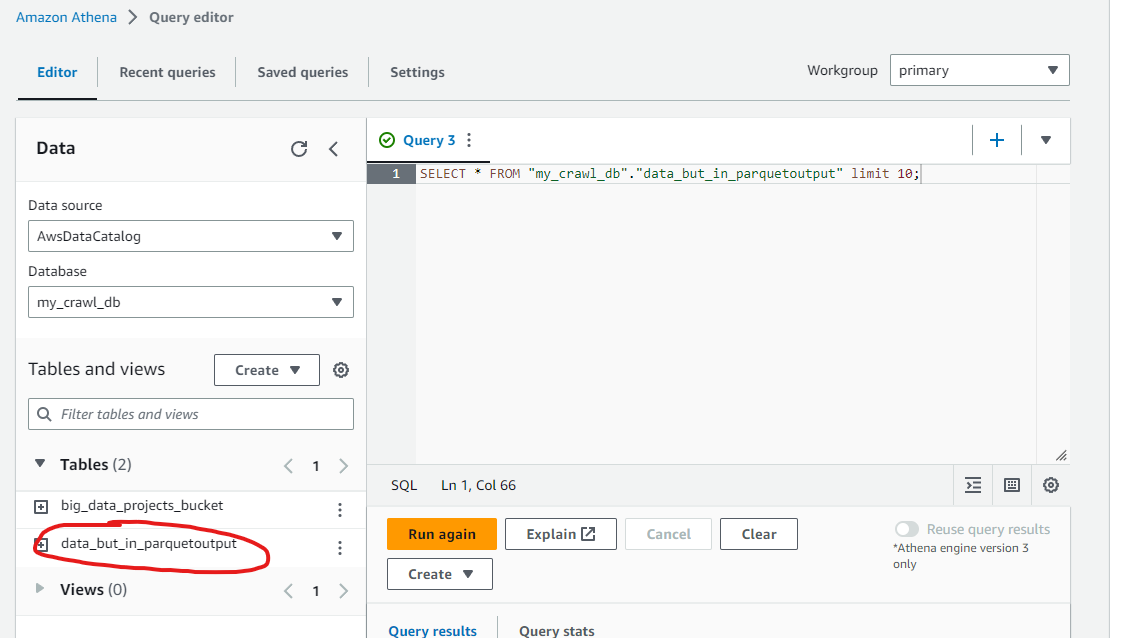 Amazon Athena > Query editor
Editor Recent queries Saved queries Settings
Workgroup primary
Data
Data source
AwsDataCatalog
Database
my_crawl_db
Tables and views Create
Filter tables and views
Tables (2) < 1 >
big_data_projects_bucket
data_but_in_parquetoutput
Views (0) < 1 >
Query 3
1 SELECT * FROM "my_crawl_db"."data_but_in_parquetoutput" limit 10;
SQL Ln 1, Col 66
Run again Explain Cancel Clear
Create
Reuse query results
*Athena engine version 3
only
Query results Query stats